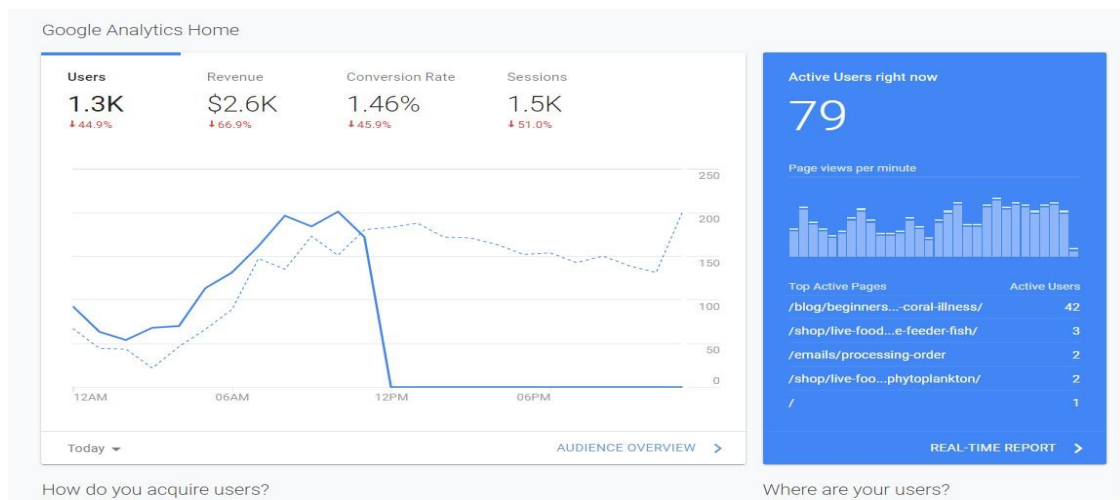 Google Analytics Home
Users Revenue Conversion Rate Sessions
1.3K $2.6K 1.46% 1.5K
↓44.9% ↓66.9% ↓45.9% ↓51.0%
250
200
150
100
50
0
12AM 06AM 12PM 06PM
Today AUDIENCE OVERVIEW >
Active Users right now
79
Page views per minute
Top Active Pages Active Users
/blog/beginners...-coral-illness/ 42
/shop/live-food...e-feeder-fish/ 3
/emails/processing-order 2
/shop/live-foo...phytoplankton/ 2
/ 1
REAL-TIME REPORT >
How do you acquire users?
Where are your users?